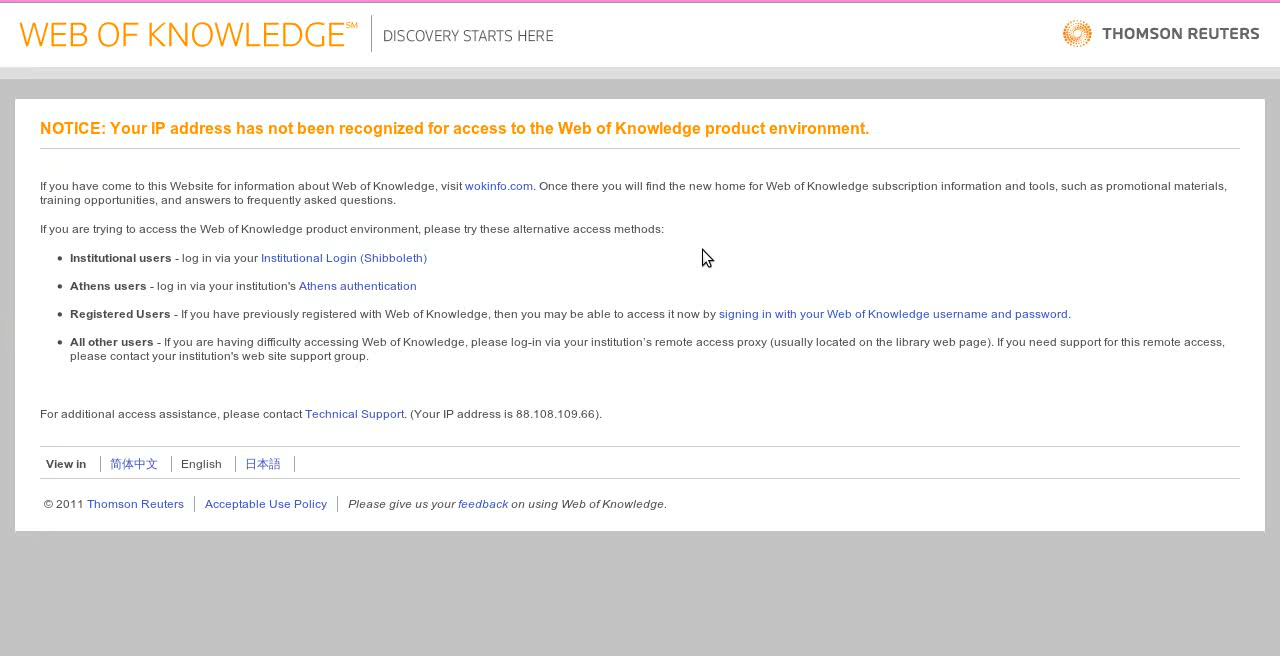 WEB OF KNOWLEDGE℠ DISCOVERY STARTS HERE
THOMSON REUTERS
NOTICE: Your IP address has not been recognized for access to the Web of Knowledge product environment.
If you have come to this Website for information about Web of Knowledge, visit wokinfo.com. Once there you will find the new home for Web of Knowledge subscription information and tools, such as promotional materials,
training opportunities, and answers to frequently asked questions.
If you are trying to access the Web of Knowledge product environment, please try these alternative access methods:
• Institutional users - log in via your Institutional Login (Shibboleth)
• Athens users - log in via your institution's Athens authentication
• Registered Users - If you have previously registered with Web of Knowledge, then you may be able to access it now by signing in with your Web of Knowledge username and password.
• All other users - If you are having difficulty accessing Web of Knowledge, please log-in via your institution’s remote access proxy (usually located on the library web page). If you need support for this remote access,
please contact your institution's web site support group.
For additional access assistance, please contact Technical Support. (Your IP address is 88.108.109.66).
View in 简体中文 English 日本語
© 2011 Thomson Reuters Acceptable Use Policy Please give us your feedback on using Web of Knowledge.